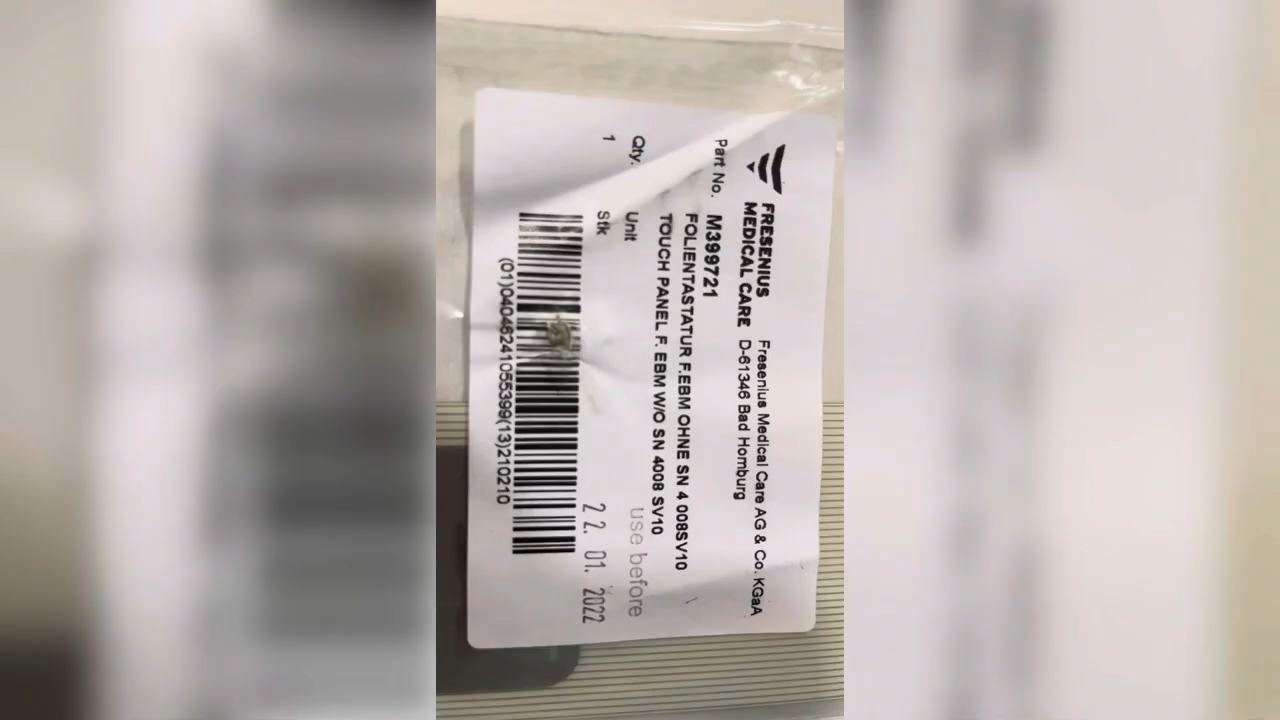 FRESENIUS
MEDICAL CARE
Fresenius Medical Care AG & Co. KGaA
D-61346 Bad Homburg
Part No. M399721
FOLIENTASTATUR F.EBM OHNE SN 4 008SV10
TOUCH PANEL F. EBM W/O SN 4008 SV10
Qty. Unit use before
1 Stk 22. 01. 2022
(01)04046241055399(13)210210